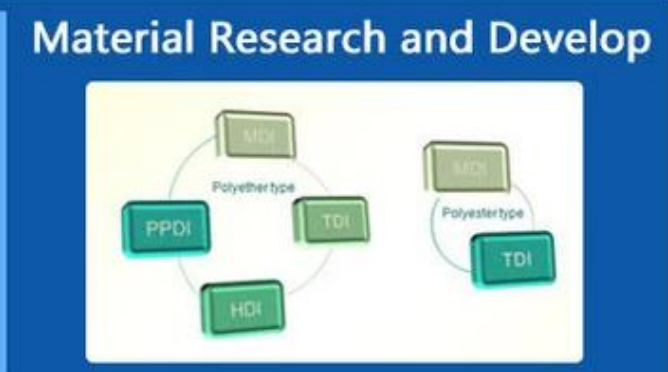 Material Research and Develop
MDI
Polyether type
PPDI
TDI
HDI
MDI
Polyester type
TDI